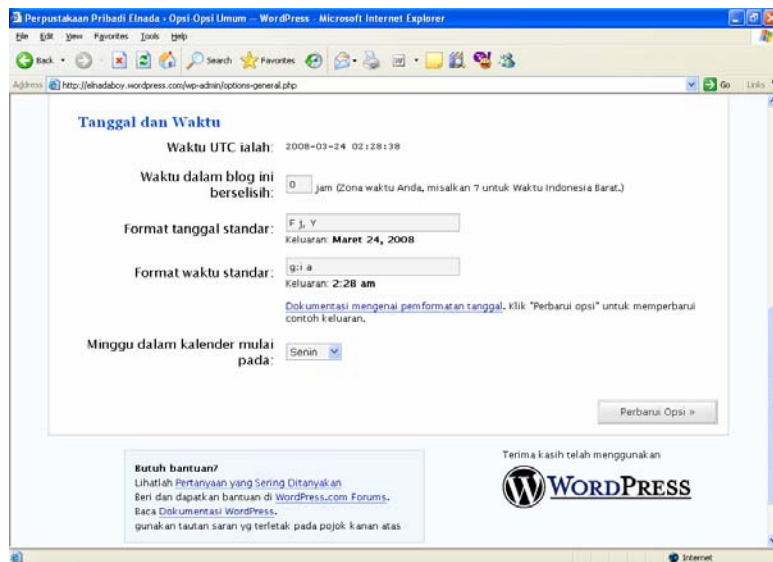 Perpustakaan Pribadi Elnada › Opsi-Opsi Umum — WordPress - Microsoft Internet Explorer
File Edit View Favorites Tools Help
Back Search Favorites
Address http://elnadaboy.wordpress.com/wp-admin/options-general.php Go Links
Tanggal dan Waktu
Waktu UTC ialah: 2008-03-24 02:28:38
Waktu dalam blog ini berselisih: 0 jam (Zona waktu Anda, misalkan 7 untuk Waktu Indonesia Barat.)
Format tanggal standar: F j, Y
Keluaran: Maret 24, 2008
Format waktu standar: g:i a
Keluaran: 2:28 am
Dokumentasi mengenai pemformatan tanggal. Klik "Perbarui opsi" untuk memperbarui
contoh keluaran.
Minggu dalam kalender mulai
pada: Senin
Perbarui Opsi »
Butuh bantuan?
Lihatlah Pertanyaan yang Sering Ditanyakan
Beri dan dapatkan bantuan di WordPress.com Forums.
Baca Dokumentasi WordPress.
gunakan tautan saran yg terletak pada pojok kanan atas
Terima kasih telah menggunakan
WORDPRESS
Internet